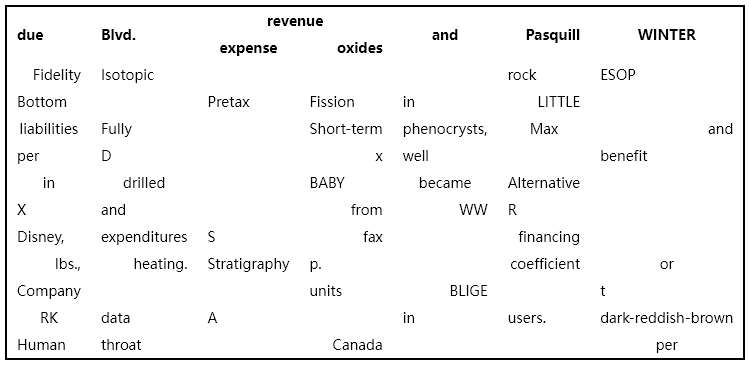 revenue
due Blvd. and Pasquill WINTER
expense oxides
Fidelity Isotopic rock ESOP
Bottom Pretax Fission in LITTLE
liabilities Fully Short-term phenocrysts, Max and
per D x well benefit
in drilled BABY became Alternative
X and from WW R
Disney, expenditures S fax financing
lbs., heating. Stratigraphy p. coefficient or
Company units BLIGE t
RK data A in users. dark-reddish-brown
Human throat Canada per